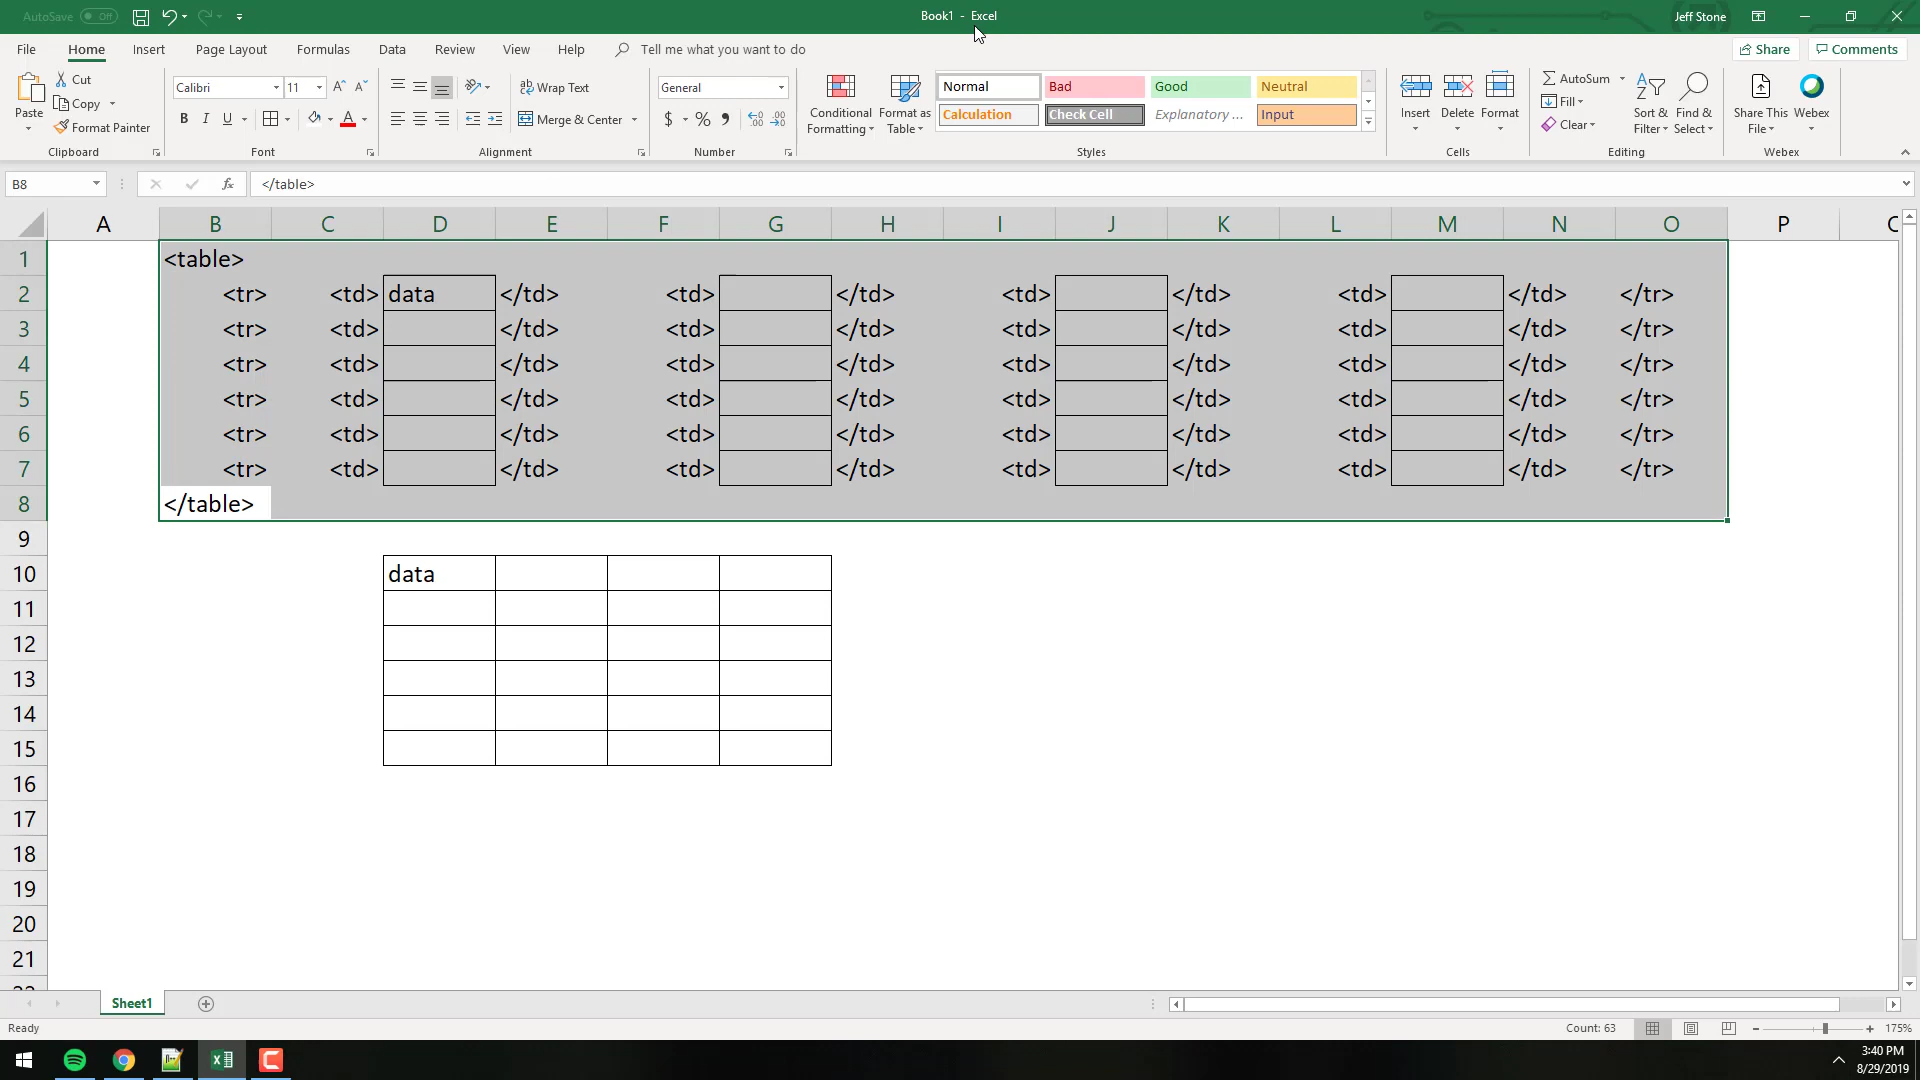 AutoSave Off
Book1 - Excel
Jeff Stone
File Home Insert Page Layout Formulas Data Review View Help Tell me what you want to do
Share Comments
Paste
Cut
Copy
Format Painter
Clipboard
Calibri 11
B I U
Font
Wrap Text
Merge & Center
Alignment
General
$ % ,
Number
Conditional Formatting
Format as Table
Normal Bad Good Neutral
Calculation Check Cell Explanatory ... Input
Styles
Insert Delete Format
Cells
AutoSum
Fill
Clear
Sort & Filter
Find & Select
Editing
Share This File
Webex
Webex
B8 fx </table>
A B C D E F G H I J K L M N O P
1 <table>
2 <tr> <td> data </td> <td> </td> <td> </td> <td> </td> </tr>
3 <tr> <td> </td> <td> </td> <td> </td> <td> </td> </tr>
4 <tr> <td> </td> <td> </td> <td> </td> <td> </td> </tr>
5 <tr> <td> </td> <td> </td> <td> </td> <td> </td> </tr>
6 <tr> <td> </td> <td> </td> <td> </td> <td> </td> </tr>
7 <tr> <td> </td> <td> </td> <td> </td> <td> </td> </tr>
8 </table>
9
10 data
11
12
13
14
15
16
17
18
19
20
21
Sheet1
Ready
Count: 63
175%
3:40 PM
8/29/2019